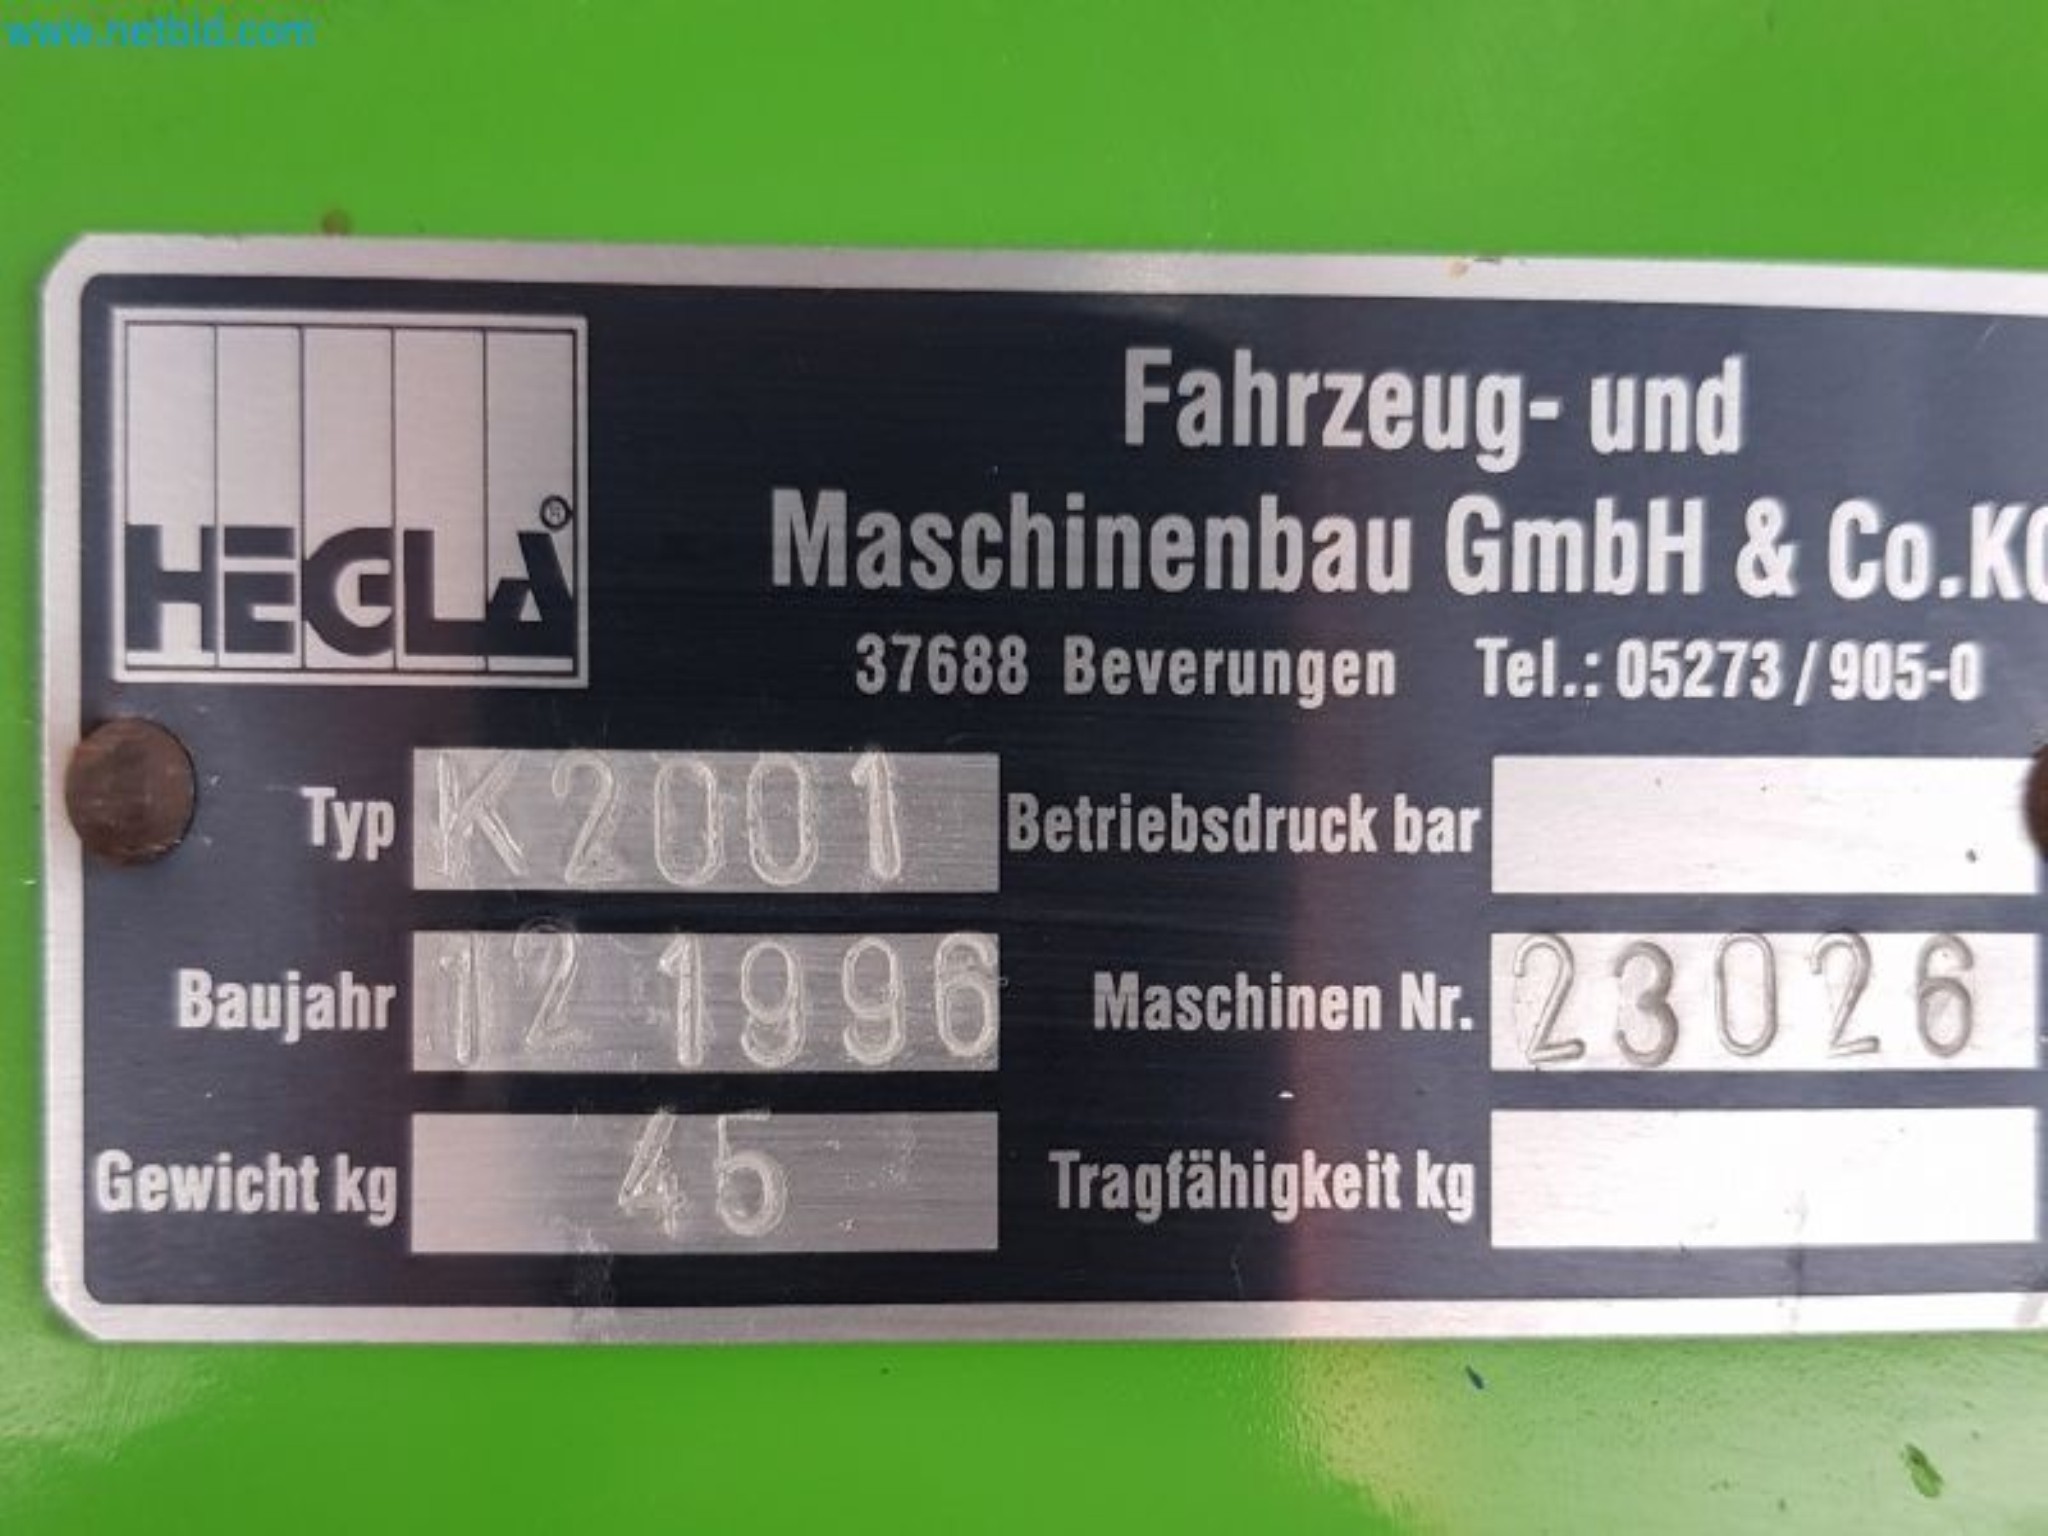 www.netbid.com
HEGLA ®
Fahrzeug- und
Maschinenbau GmbH & Co.KG
37688 Beverungen Tel.: 05273 / 905-0
Typ K2001 Betriebsdruck bar
Baujahr 12 1996 Maschinen Nr. 23026
Gewicht kg 45 Tragfähigkeit kg